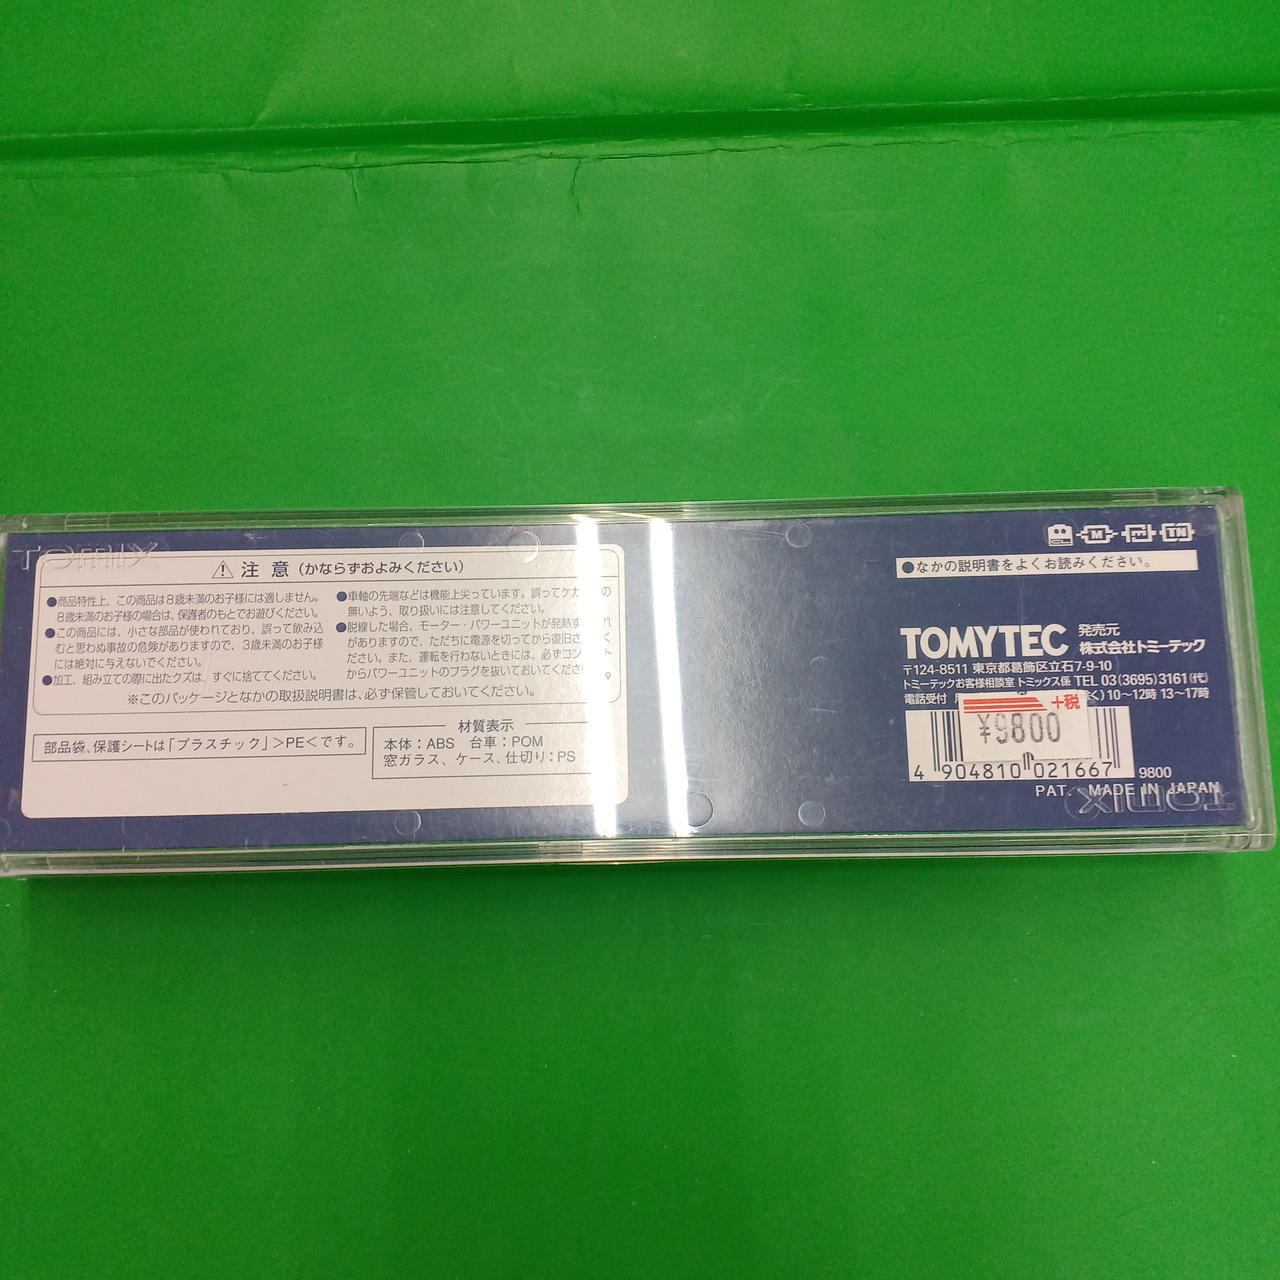 TOMIX
⚠ 注 意 (かならずおよみください)
●商品特性上、この商品は8歳未満のお子様には適しません。
8歳未満のお子様の場合は、保護者のもとでお遊びください。
●この商品には、小さな部品が使われており、誤って飲み込
むと思わぬ事故の危険がありますので、3歳未満のお子様
には絶対に与えないでください。
●加工、組み立ての際に出たクズは、すぐに捨ててください。
●車軸の先端などは機能上尖っています。誤ってケガ の
無いよう、取り扱いには注意してください。
●脱線した場合、モーター・パワーユニットが発熱す れ
がありますので、ただちに電源を切ってから復旧さ く
ださい。また、運転を行わないときには、必ずコン ト
からパワーユニットのプラグを抜いておいてくださ
※このパッケージとなかの取扱説明書は、必ず保管しておいてください。
部品袋、保護シートは「プラスチック」>PE<です。
材質表示
本体：ABS 台車：POM
窓ガラス、ケース、仕切り：PS
CL M TN
●なかの説明書をよくお読みください。
TOMYTEC 発売元
株式会社トミーテック
〒124-8511 東京都葛飾区立石7-9-10
トミーテックお客様相談室 トミックス係 TEL 03(3695)3161(代)
電話受付 く) 10〜12時 13〜17時
+税
¥9800
4 904810 021667
9800
PAT. MADE IN JAPAN
TOMIX